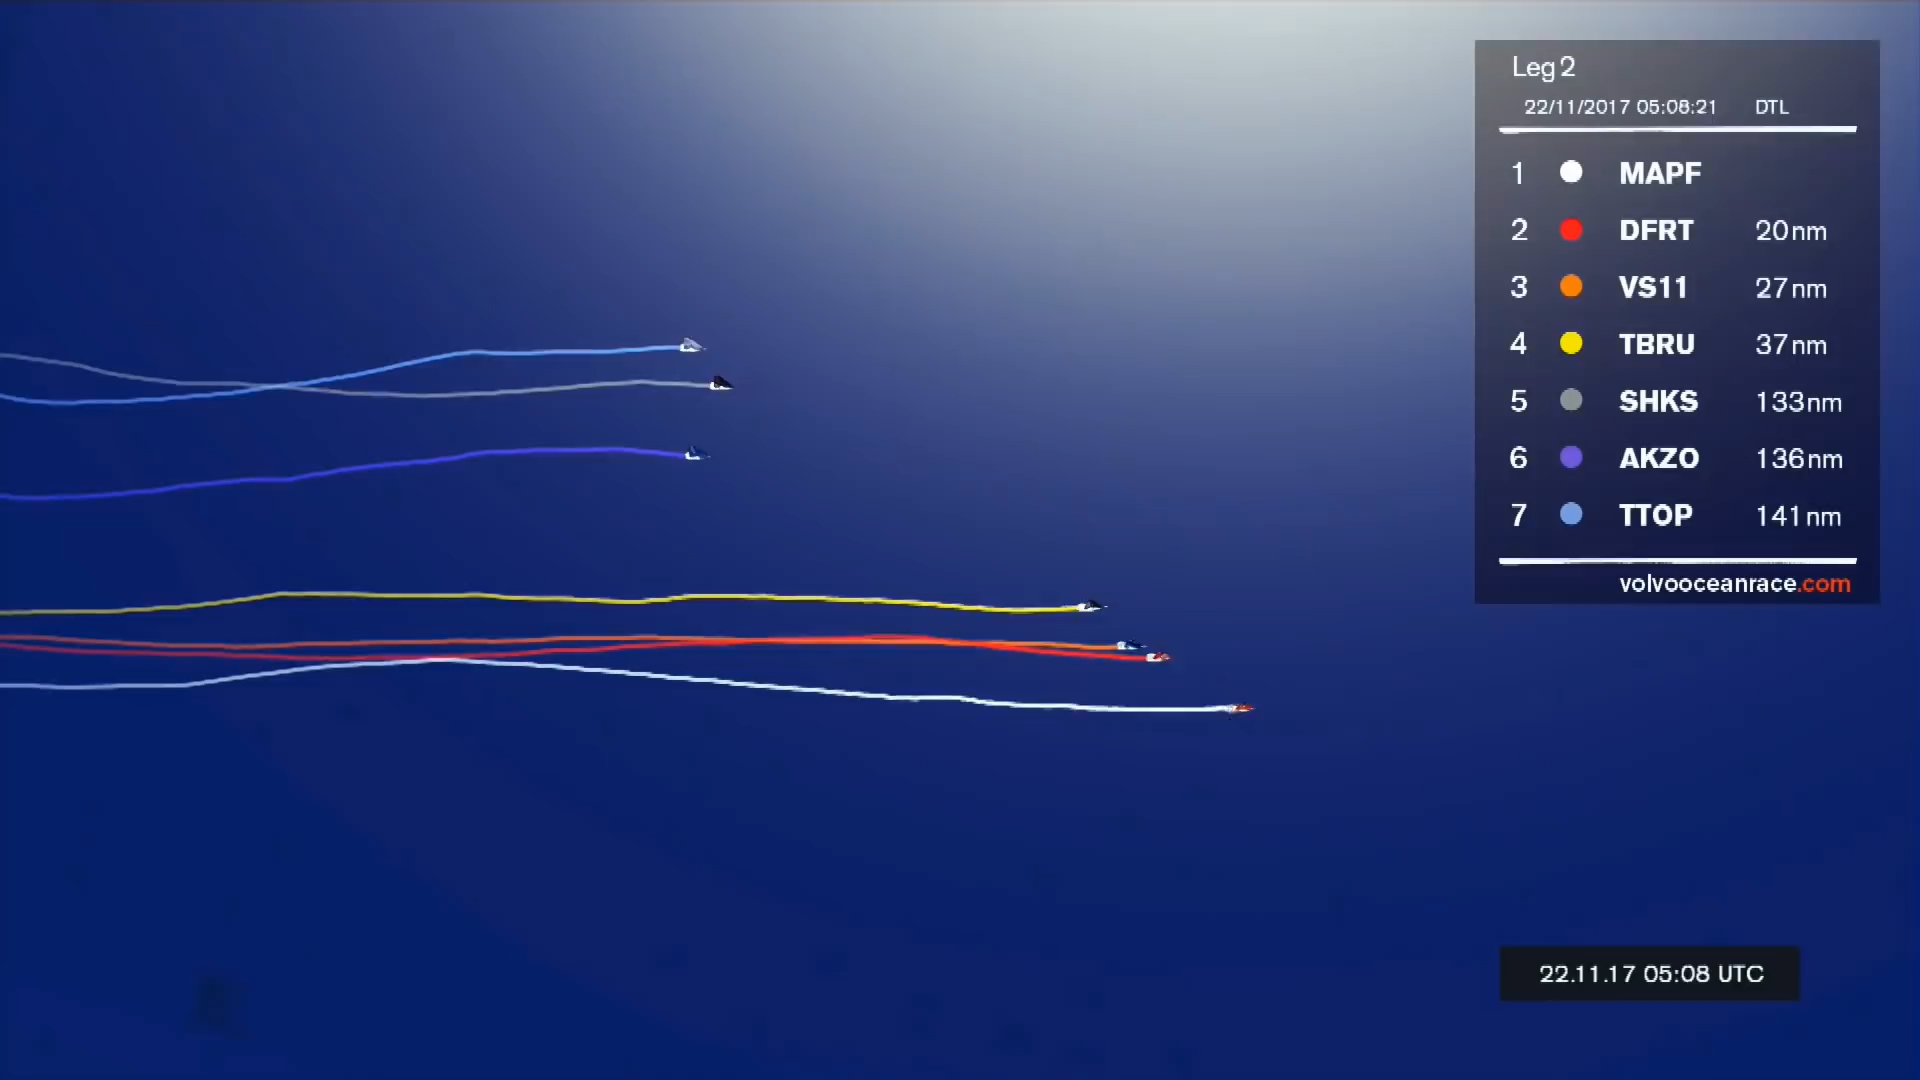 Leg 2
22/11/2017 05:08:21 DTL
1 MAPF
2 DFRT 20nm
3 VS11 27nm
4 TBRU 37nm
5 SHKS 133nm
6 AKZO 136nm
7 TTOP 141nm
volvooceanrace.com
22.11.17 05:08 UTC